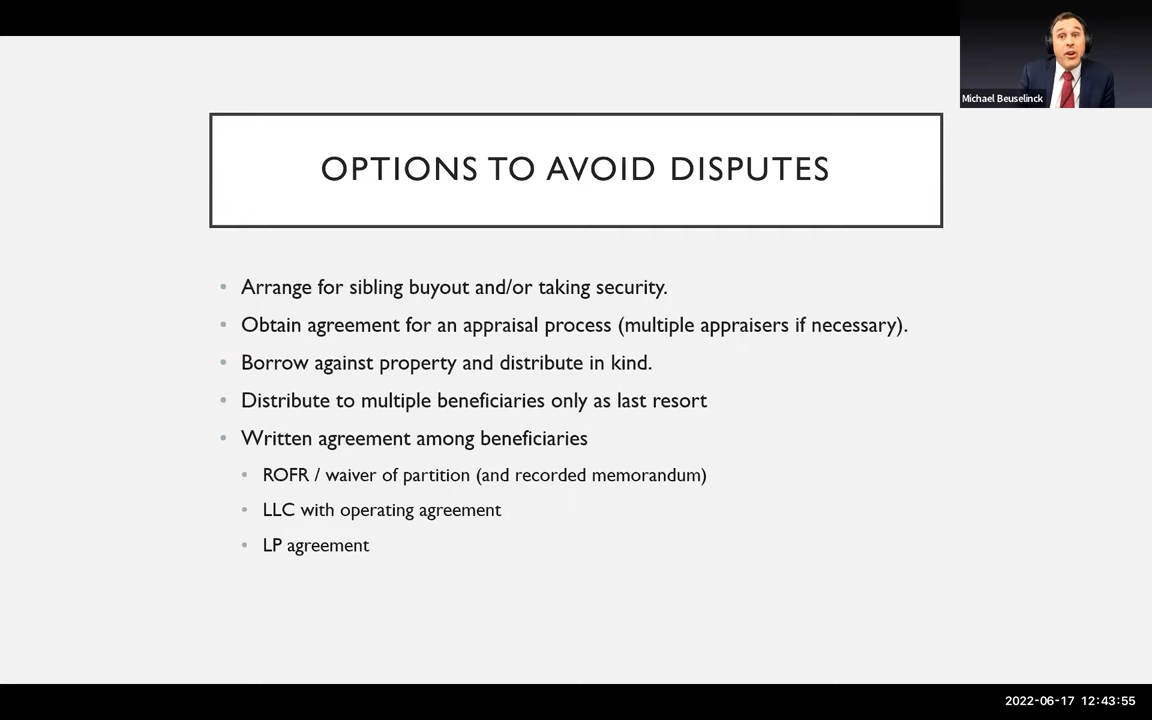 Michael Beuselinck
OPTIONS TO AVOID DISPUTES
• Arrange for sibling buyout and/or taking security.
• Obtain agreement for an appraisal process (multiple appraisers if necessary).
• Borrow against property and distribute in kind.
• Distribute to multiple beneficiaries only as last resort
• Written agreement among beneficiaries
• ROFR / waiver of partition (and recorded memorandum)
• LLC with operating agreement
• LP agreement
2022-06-17 12:43:55